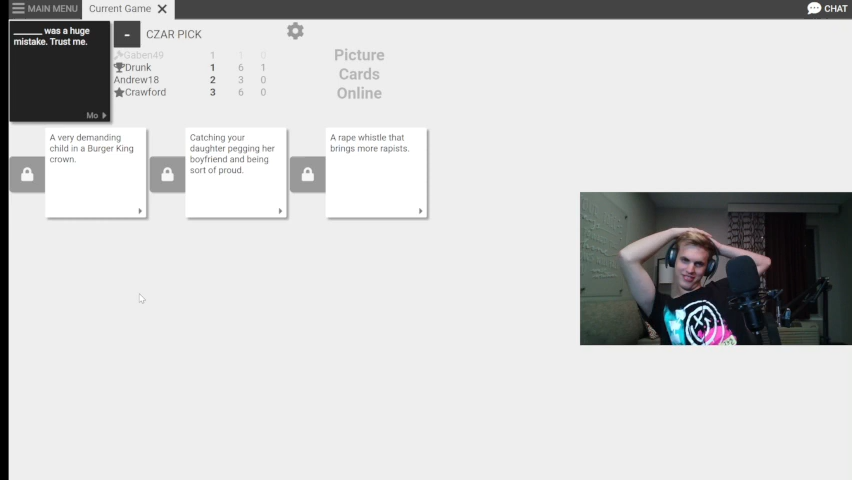 MAIN MENU
Current Game
CHAT
______ was a huge
mistake. Trust me.
Mo
-
CZAR PICK
Gaben49 1 5 0
Drunk 1 6 1
Andrew18 2 3 0
Crawford 3 6 0
Picture
Cards
Online
A very demanding
child in a Burger King
crown.
Catching your
daughter pegging her
boyfriend and being
sort of proud.
A rape whistle that
brings more rapists.